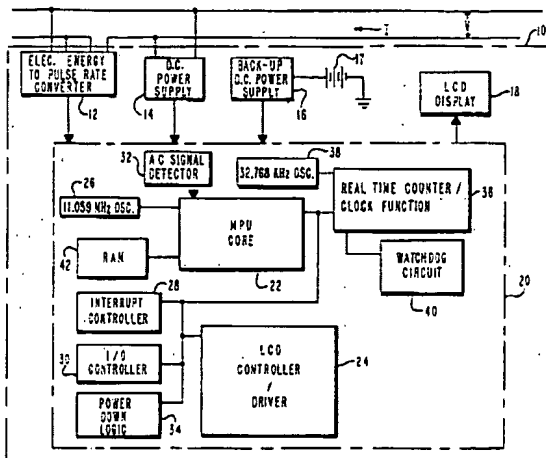 I
V
10
ELEC. ENERGY
TO PULSE RATE
CONVERTER
12
D.C.
POWER
SUPPLY
14
BACK-UP
D.C. POWER
SUPPLY
16
17
LCD
DISPLAY
18
32
AC SIGNAL
DETECTOR
38
32.768 KHz OSC.
26
11.059 MHz OSC.
REAL TIME COUNTER /
CLOCK FUNCTION
36
MPU
CORE
22
42
RAM
WATCHDOG
CIRCUIT
40
20
28
INTERRUPT
CONTROLLER
30
I/O
CONTROLLER
LCD
CONTROLLER
/
DRIVER
24
POWER
DOWN
LOGIC
34